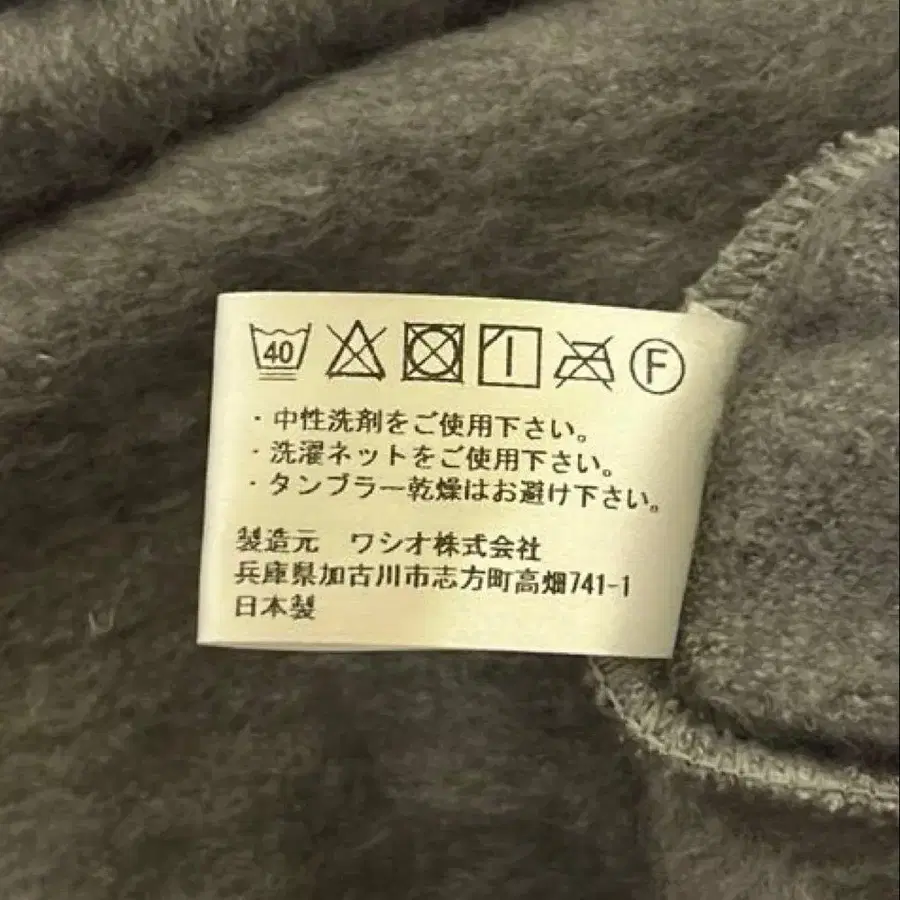 40 F
・中性洗剤をご使用下さい。
・洗濯ネットをご使用下さい。
・タンブラー乾燥はお避け下さい。
製造元　ワシオ株式会社
兵庫県加古川市志方町高畑741-1
日本製